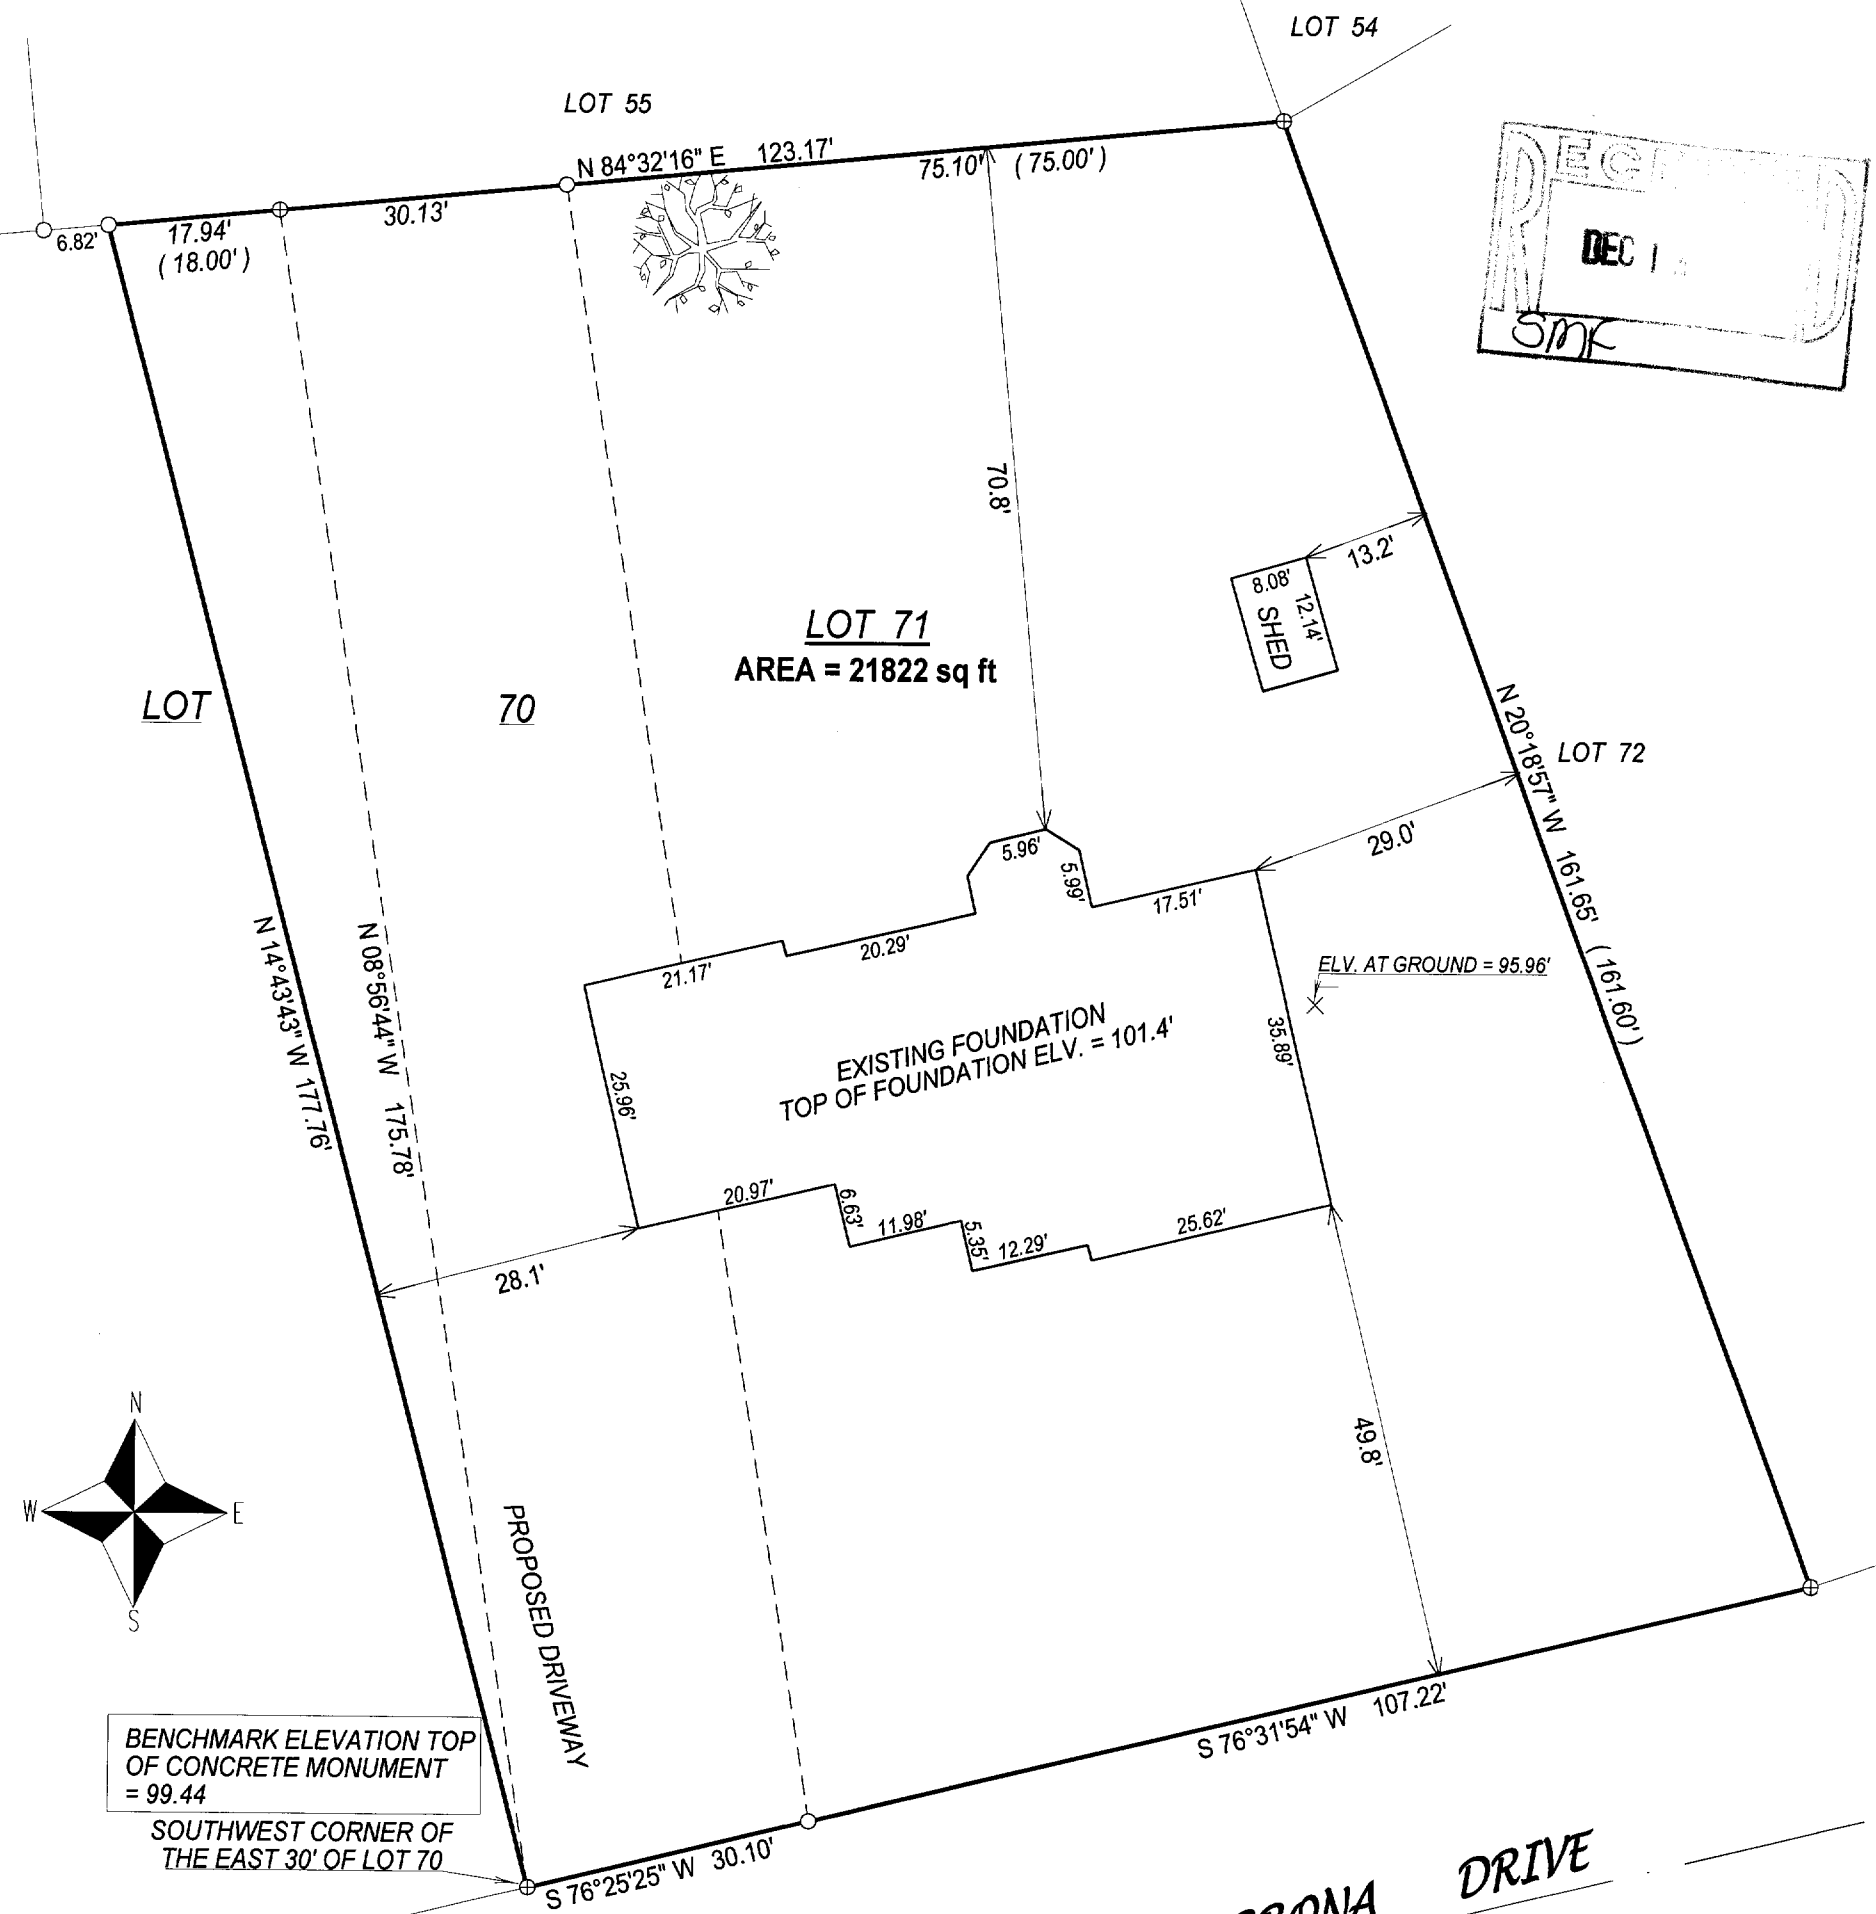 LOT 54
LOT 55
N 84°32'16" E 123.17'
75.10' ( 75.00' )
30.13'
17.94'
( 18.00' )
6.82'
DEC 1
SMK
70.8'
13.2'
8.08'
12.14'
SHED
LOT 71
AREA = 21822 sq ft
LOT 70
LOT 72
N 20°18'57" W 161.65' ( 161.60' )
29.0'
5.96'
5.99'
17.51'
20.29'
21.17'
ELV. AT GROUND = 95.96'
EXISTING FOUNDATION
TOP OF FOUNDATION ELV. = 101.4'
35.89'
25.96'
N 14°43'43" W 177.76'
N 08°56'44" W 175.78'
20.97'
6.63'
11.98'
5.35'
12.29'
25.62'
28.1'
49.8'
N
W E
S
PROPOSED DRIVEWAY
S 76°31'54" W 107.22'
BENCHMARK ELEVATION TOP
OF CONCRETE MONUMENT
= 99.44
SOUTHWEST CORNER OF
THE EAST 30' OF LOT 70
S 76°25'25" W 30.10'
DRIVE